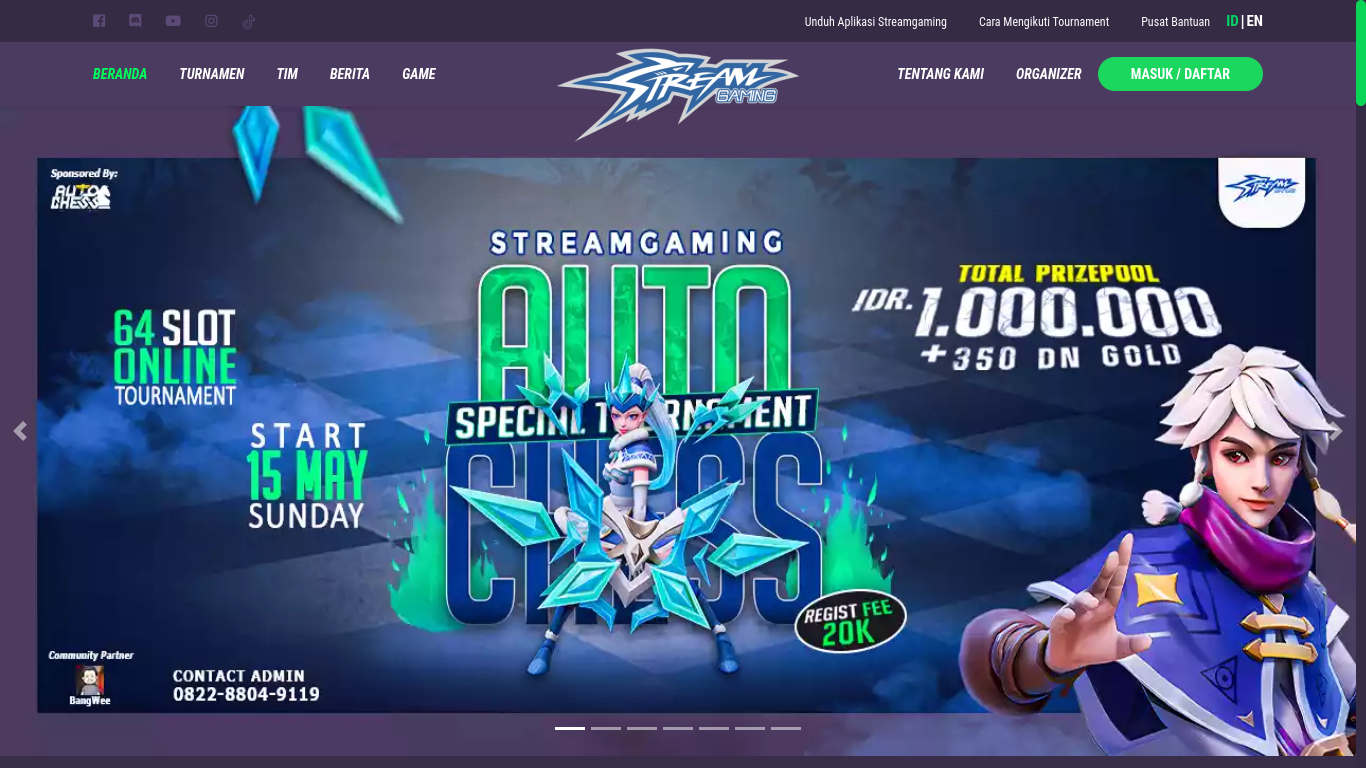 Unduh Aplikasi Streamgaming
Cara Mengikuti Tournament
Pusat Bantuan
ID | EN
BERANDA
TURNAMEN
TIM
BERITA
GAME
STREAM
GAMING
TENTANG KAMI
ORGANIZER
MASUK / DAFTAR
Sponsored By:
AUTO
CHESS
STREAM
STREAMGAMING
AUTO
SPECIAL TOURNAMENT
CHESS
TOTAL PRIZEPOOL
IDR.1.000.000
+350 DN GOLD
64 SLOT
ONLINE
TOURNAMENT
START
15 MAY
SUNDAY
REGIST FEE
20K
Community Partner
BangWee
CONTACT ADMIN
0822-8804-9119